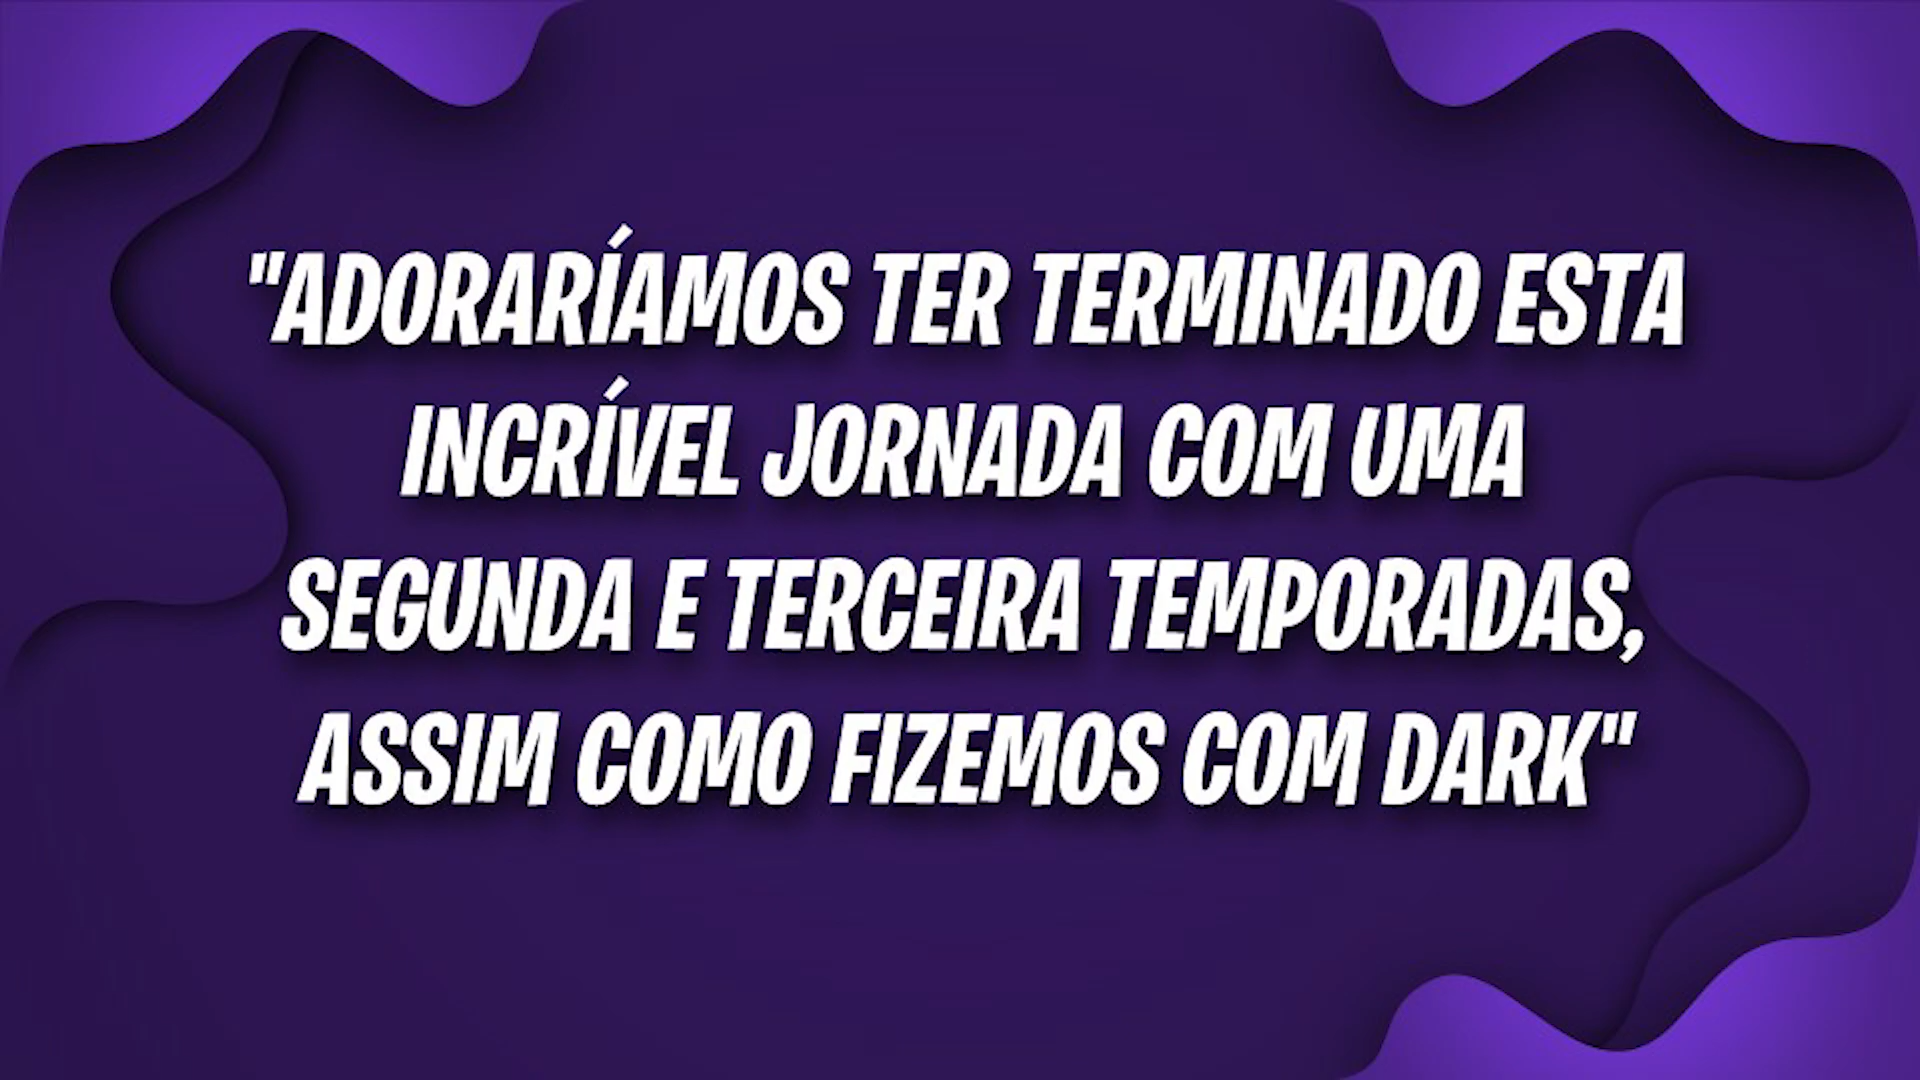 "ADORARÍAMOS TER TERMINADO ESTA
INCRÍVEL JORNADA COM UMA
SEGUNDA E TERCEIRA TEMPORADAS,
ASSIM COMO FIZEMOS COM DARK"